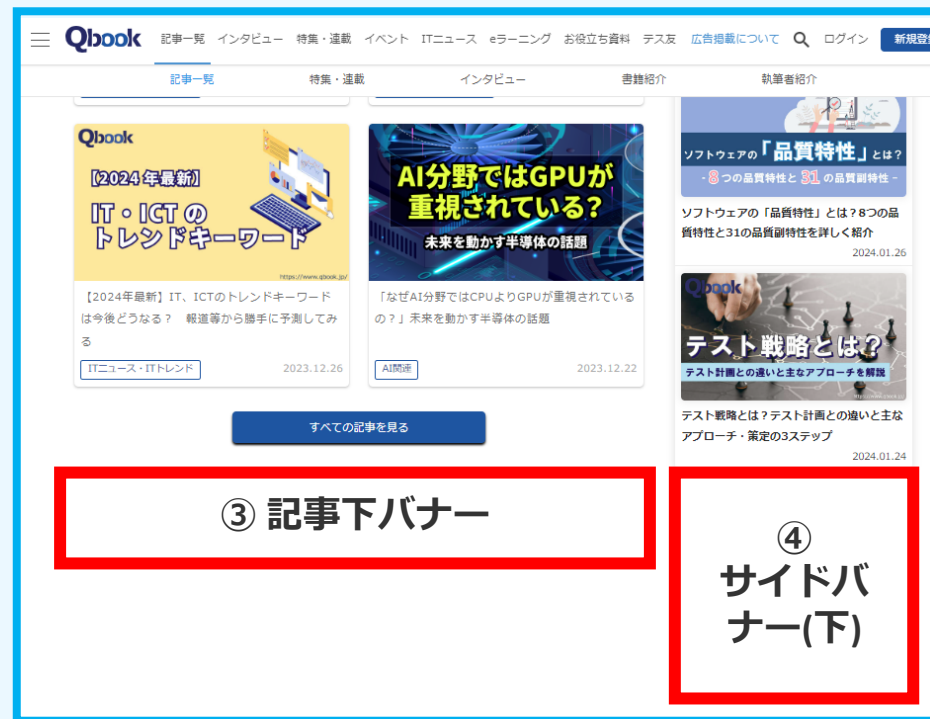 Qbook
記事一覧 インタビュー 特集・連載 イベント ITニュース eラーニング お役立ち資料 テス友 広告掲載について ログイン 新規登録
記事一覧 特集・連載 インタビュー 書籍紹介 執筆者紹介
Qbook
【2024年最新】
IT・ICTの
トレンドキーワード
https://www.qbook.jp/
【2024年最新】IT、ICTのトレンドキーワード
は今後どうなる？ 報道等から勝手に予測してみ
る
ITニュース・ITトレンド 2023.12.26
AI分野ではGPUが
重視されている?
未来を動かす半導体の話題
「なぜAI分野ではCPUよりGPUが重視されている
の？」未来を動かす半導体の話題
AI関連 2023.12.22
すべての記事を見る
③ 記事下バナー
ソフトウェアの「品質特性」とは？
- 8つの品質特性と 31 の品質副特性 -
ソフトウェアの「品質特性」とは？8つの品
質特性と31の品質副特性を詳しく紹介
2024.01.26
Qbook
テスト戦略とは？
テスト計画との違いと主なアプローチを解説
テスト戦略とは？テスト計画との違いと主な
アプローチ・策定の3ステップ
2024.01.24
④
サイドバ
ナー(下)